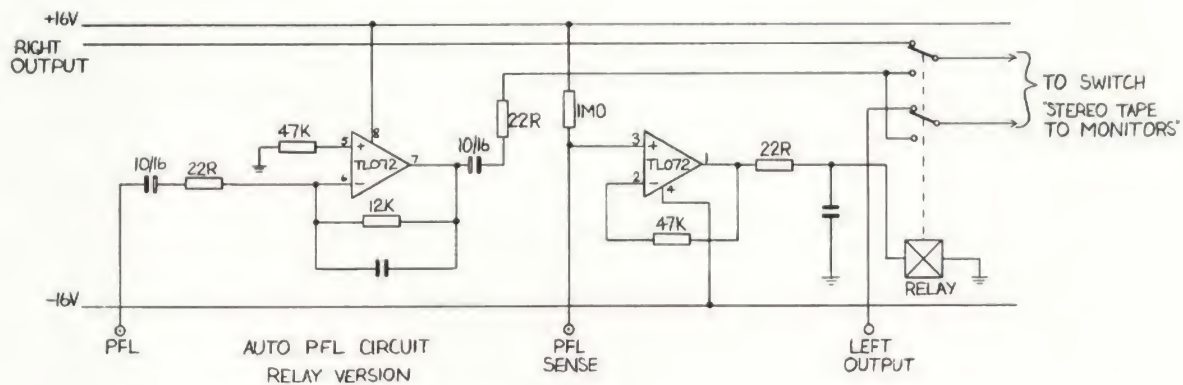 +16V
RIGHT
OUTPUT
47K
5
8
+
TL072
7
-
6
10/16
22R
10/16
22R
12K
1M0
3
+
TL072
1
2
-
4
22R
47K
TO SWITCH
"STEREO TAPE
TO MONITORS"
RELAY
-16V
PFL
AUTO PFL CIRCUIT
RELAY VERSION
PFL
SENSE
LEFT
OUTPUT